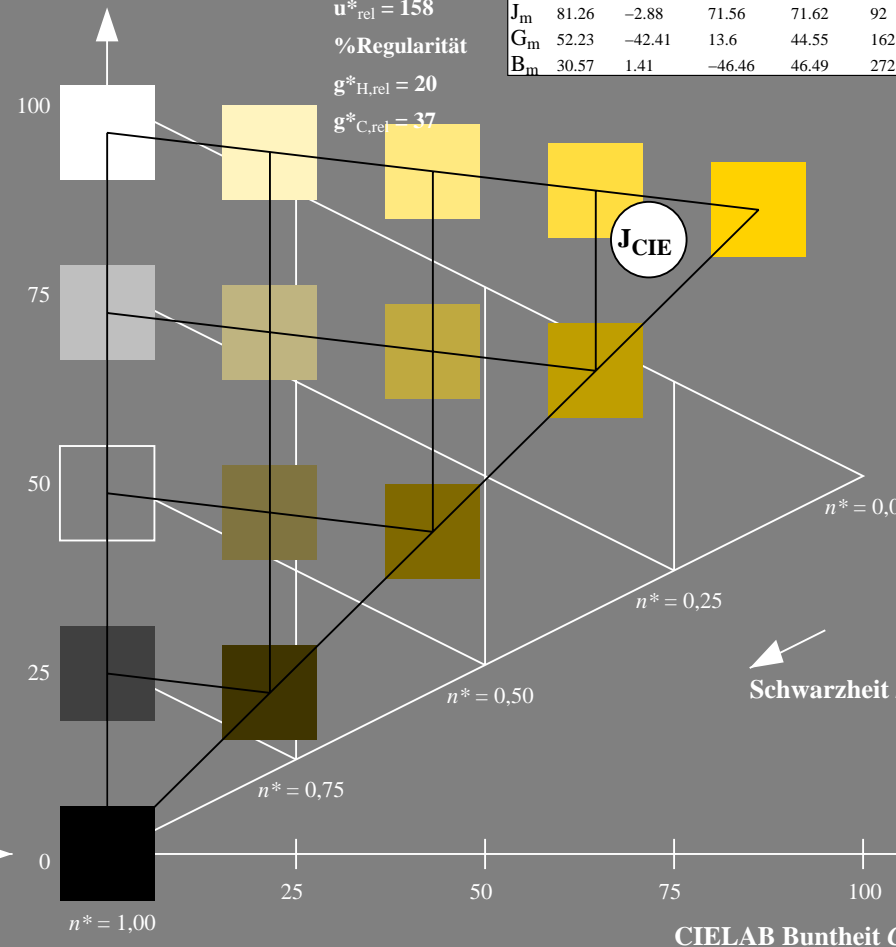 u*rel = 158
%Regularität
g*H,rel = 20
g*C,rel = 37
Jm 81.26 −2.88 71.56 71.62 92
Gm 52.23 −42.41 13.6 44.55 162
Bm 30.57 1.41 −46.46 46.49 272
100
75
50
25
0
JCIE
n* = 0,0
n* = 0,25
n* = 0,50
n* = 0,75
n* = 1,00
Schwarzheit
25 50 75 100
CIELAB Buntheit C